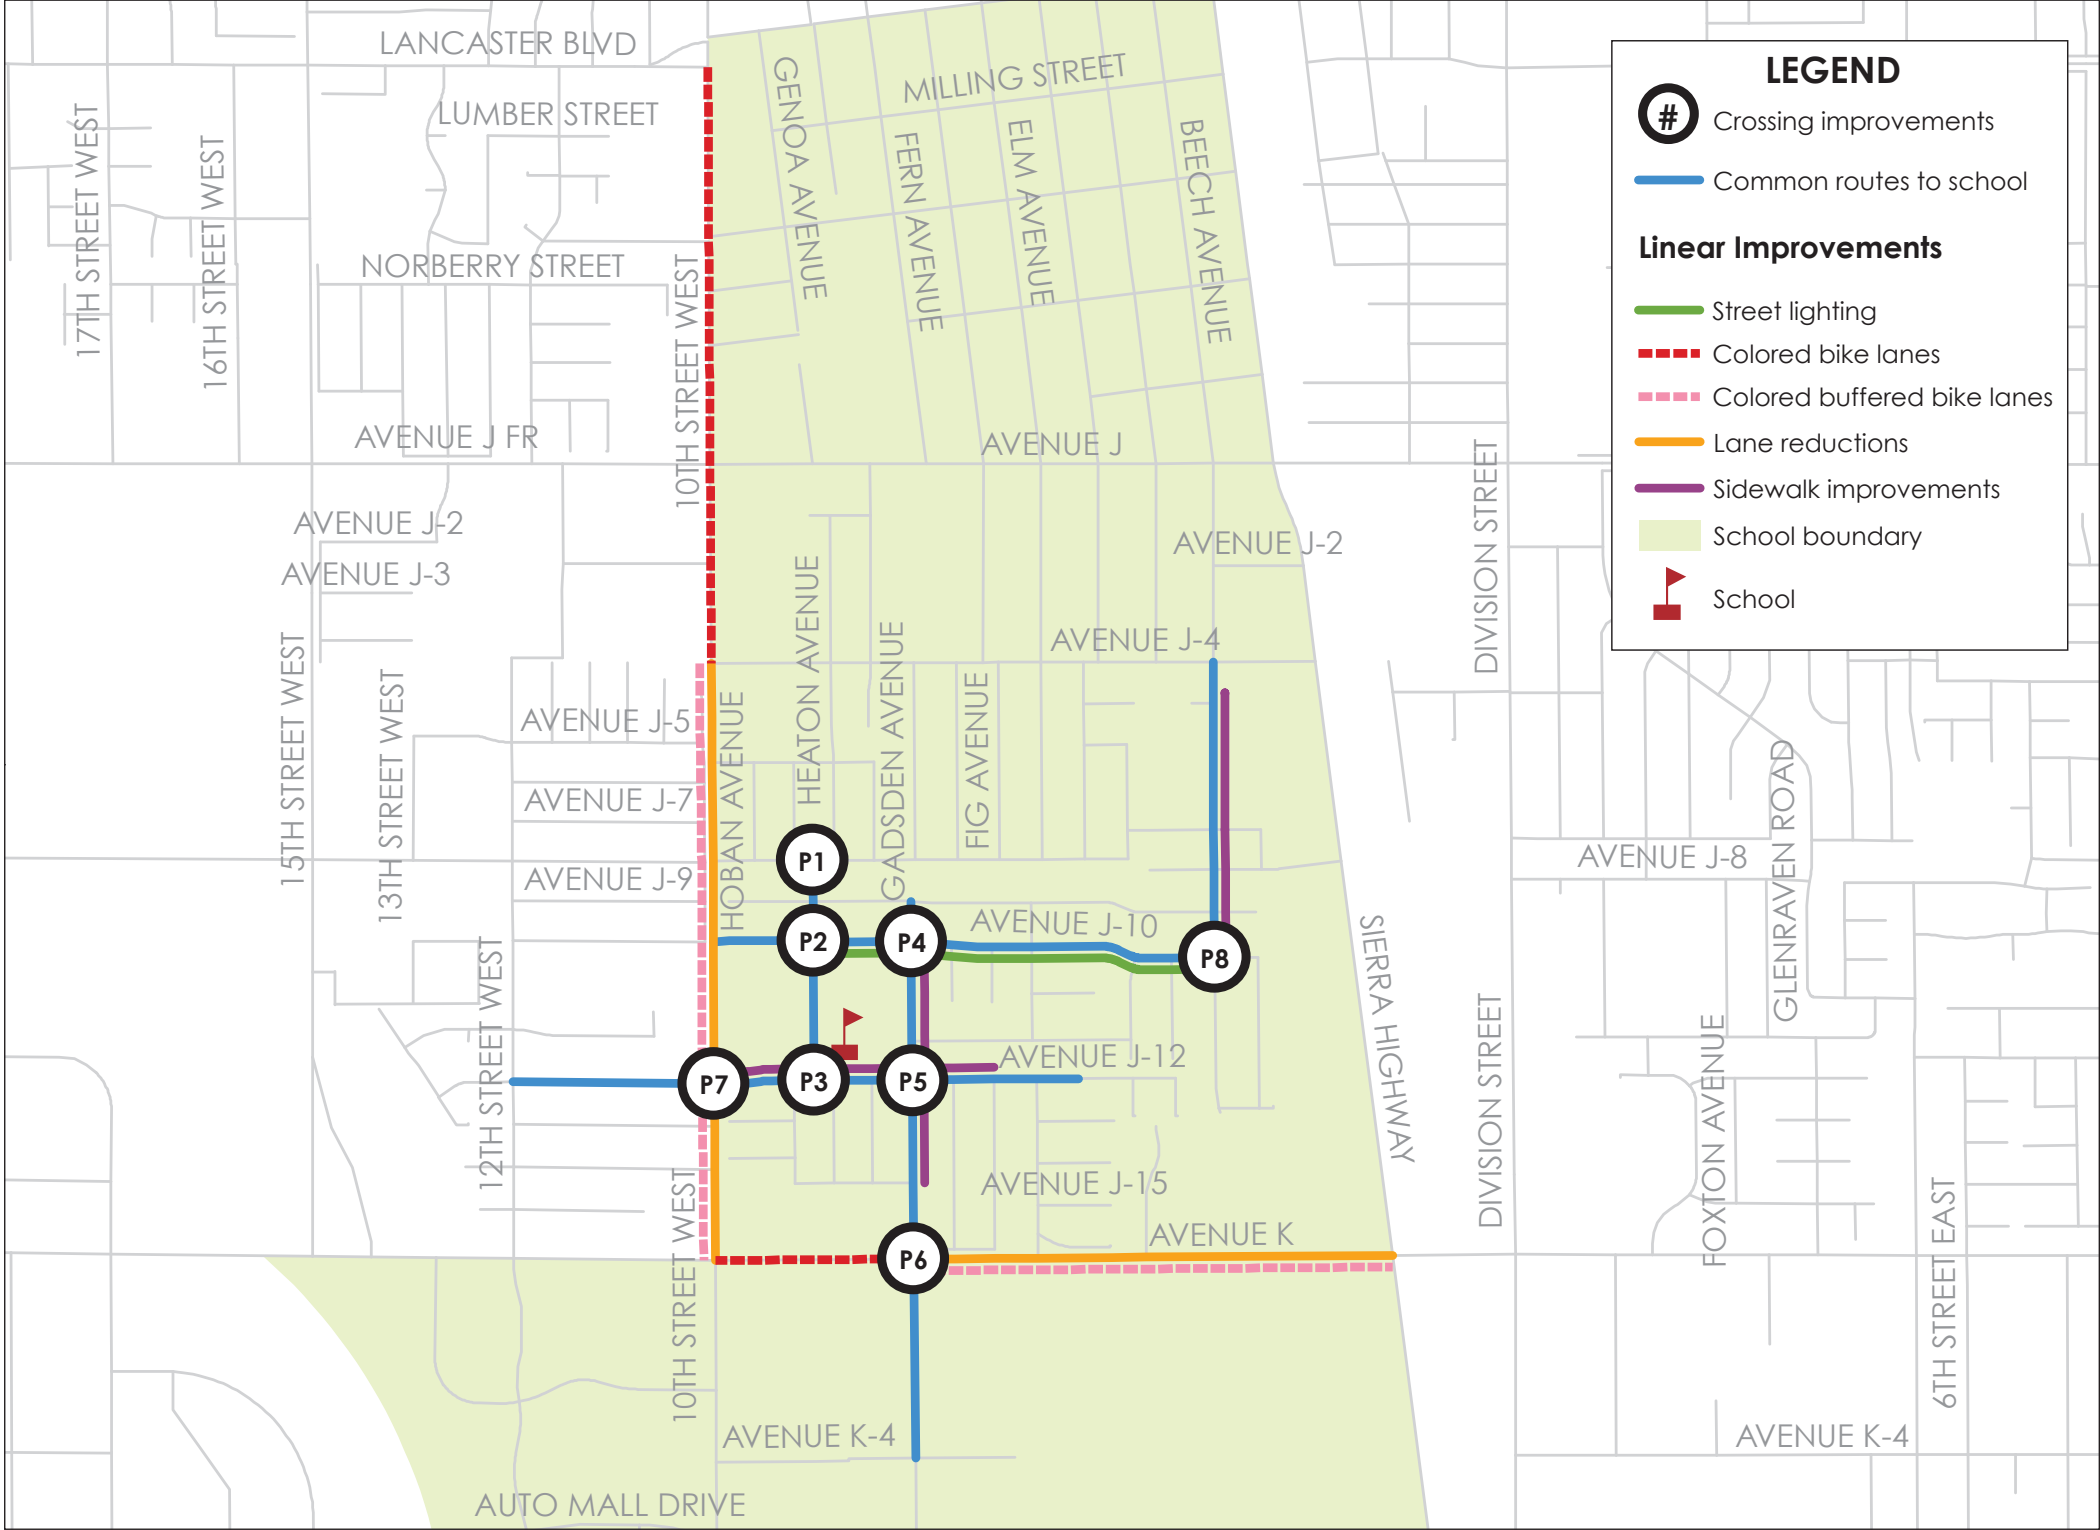 LANCASTER BLVD
LUMBER STREET
17TH STREET WEST
16TH STREET WEST
NORBERRY STREET
10TH STREET WEST
AVENUE J FR
GENOA AVENUE
MILLING STREET
FERN AVENUE
ELM AVENUE
BEECH AVENUE
AVENUE J
AVENUE J-2
AVENUE J-3
AVENUE J-2
DIVISION STREET
LEGEND
# Crossing improvements
Common routes to school
Linear Improvements
Street lighting
Colored bike lanes
Colored buffered bike lanes
Lane reductions
Sidewalk improvements
School boundary
School
15TH STREET WEST
13TH STREET WEST
AVENUE J-5
AVENUE J-7
AVENUE J-9
HOBAN AVENUE
HEATON AVENUE
GADSDEN AVENUE
FIG AVENUE
AVENUE J-4
P1
P2
P4
AVENUE J-10
P8
AVENUE J-8
GLENRAVEN ROAD
12TH STREET WEST
P7
P3
P5
AVENUE J-12
SIERRA HIGHWAY
DIVISION STREET
FOXTON AVENUE
AVENUE J-15
AVENUE K
P6
10TH STREET WEST
6TH STREET EAST
AVENUE K-4
AVENUE K-4
AUTO MALL DRIVE